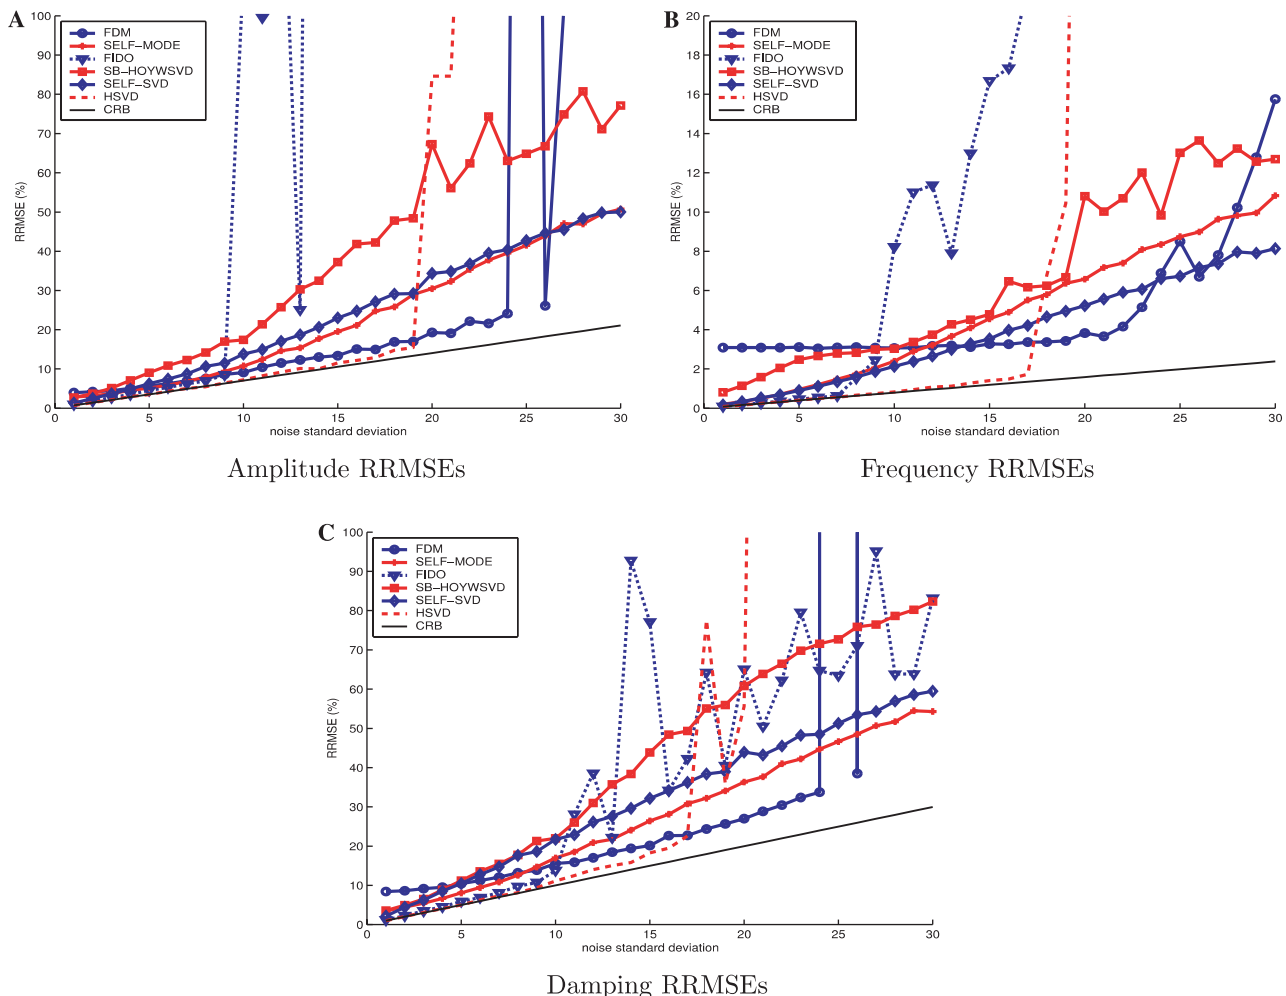 A
100
90
80
70
60
50
40
30
20
10
0
RRMSE (%)
FDM
SELF-MODE
FIDO
SB-HOYWSVD
SELF-SVD
HSVD
CRB
0 5 10 15 20 25 30
noise standard deviation
Amplitude RRMSEs
B
20
18
16
14
12
10
8
6
4
2
0
RRMSE (%)
FDM
SELF-MODE
FIDO
SB-HOYWSVD
SELF-SVD
HSVD
CRB
0 5 10 15 20 25 30
noise standard deviation
Frequency RRMSEs
C
100
90
80
70
60
50
40
30
20
10
0
RRMSE (%)
FDM
SELF-MODE
FIDO
SB-HOYWSVD
SELF-SVD
HSVD
CRB
0 5 10 15 20 25 30
noise standard deviation
Damping RRMSEs